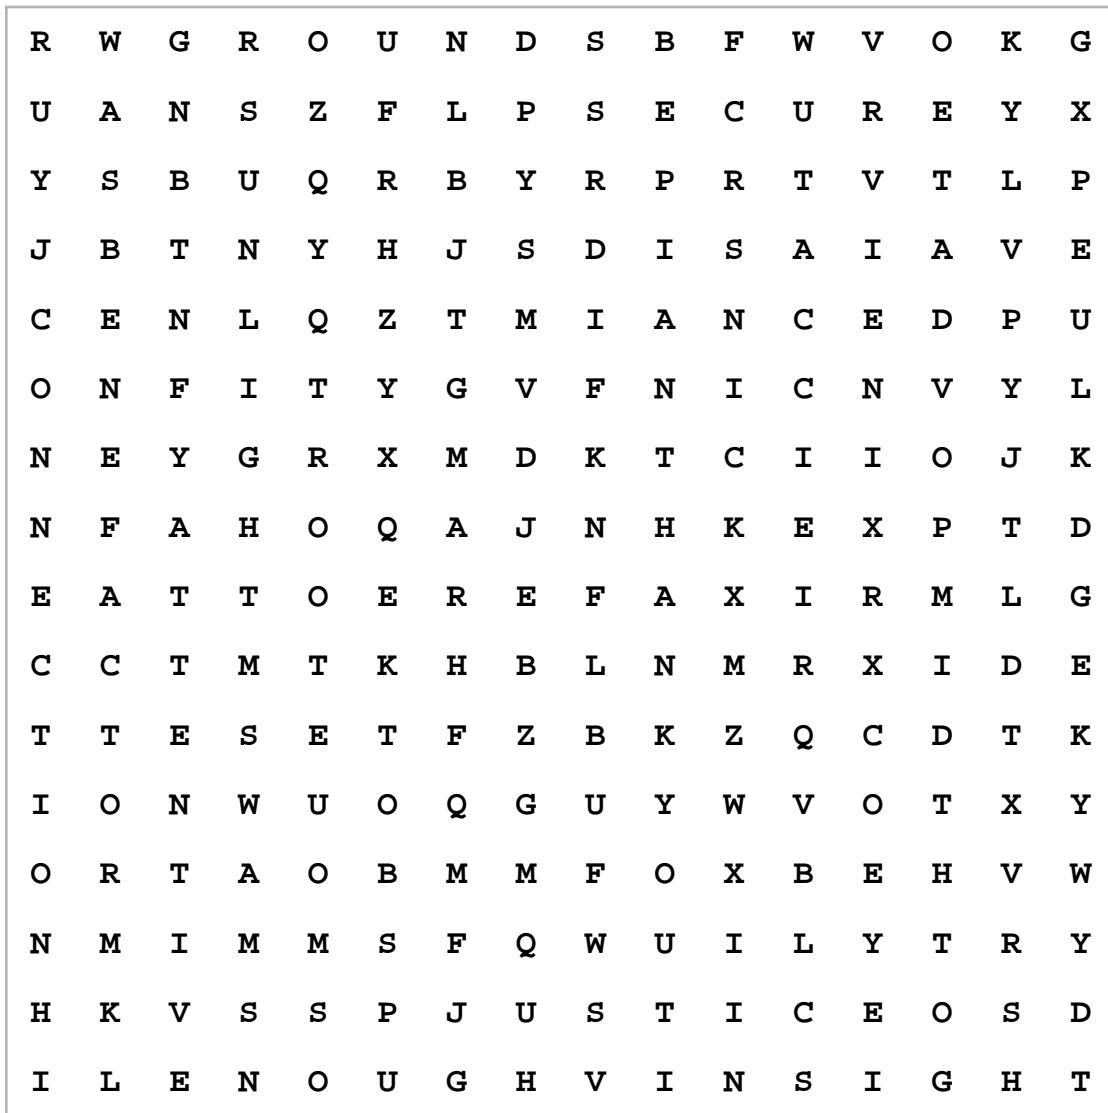 R W G R O U N D S B F W V O K G
U A N S Z F L P S E C U R E Y X
Y S B U Q R B Y R P R T V T L P
J B T N Y H J S D I S A I A V E
C E N L Q Z T M I A N C E D P U
O N F I T Y G V F N I C N V Y L
N E Y G R X M D K T C I I O J K
N F A H O Q A J N H K E X P T D
E A T T O E R E F A X I R M L G
C C T M T K H B L N M R X I D E
T T E S E T F Z B K Z Q C D T K
I O N W U O Q G U Y W V O T X Y
O R T A O B M M F O X B E H V W
N M I M M S F Q W U I L Y T R Y
H K V S S P J U S T I C E O S D
I L E N O U G H V I N S I G H T